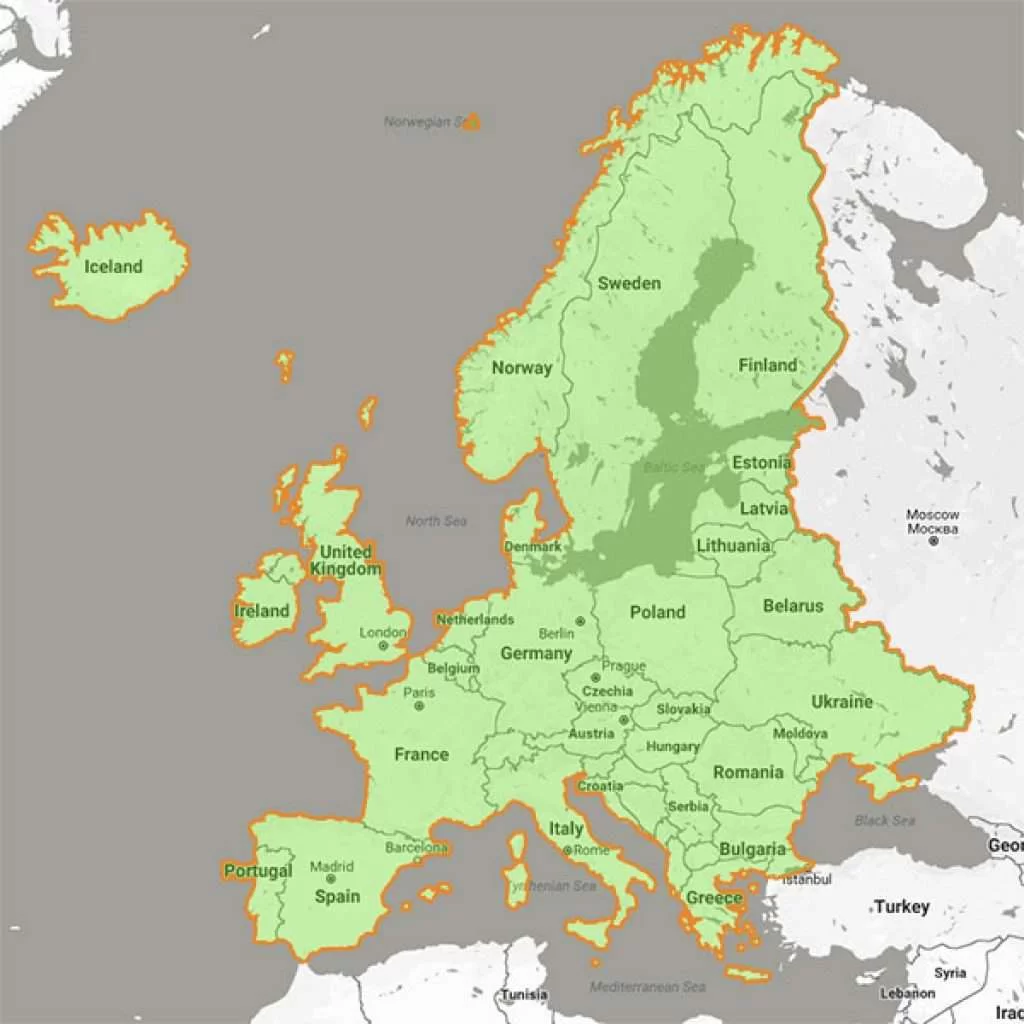 Norwegian Sea
Iceland
Sweden
Norway
Finland
Baltic Sea
Estonia
Latvia
North Sea
Moscow
Москва
Denmark
Lithuania
United
Kingdom
Ireland
Belarus
Poland
Netherlands
London
Berlin
Germany
Belgium
Prague
Czechia
Paris
Vienna
Slovakia
Ukraine
Austria
Moldova
Hungary
France
Romania
Croatia
Serbia
Black Sea
Italy
Rome
Barcelona
Bulgaria
Geor
Portugal
Madrid
Spain
Tyrrhenian Sea
Istanbul
Greece
Turkey
Syria
Mediterranean Sea
Tunisia
Lebanon
Iraq